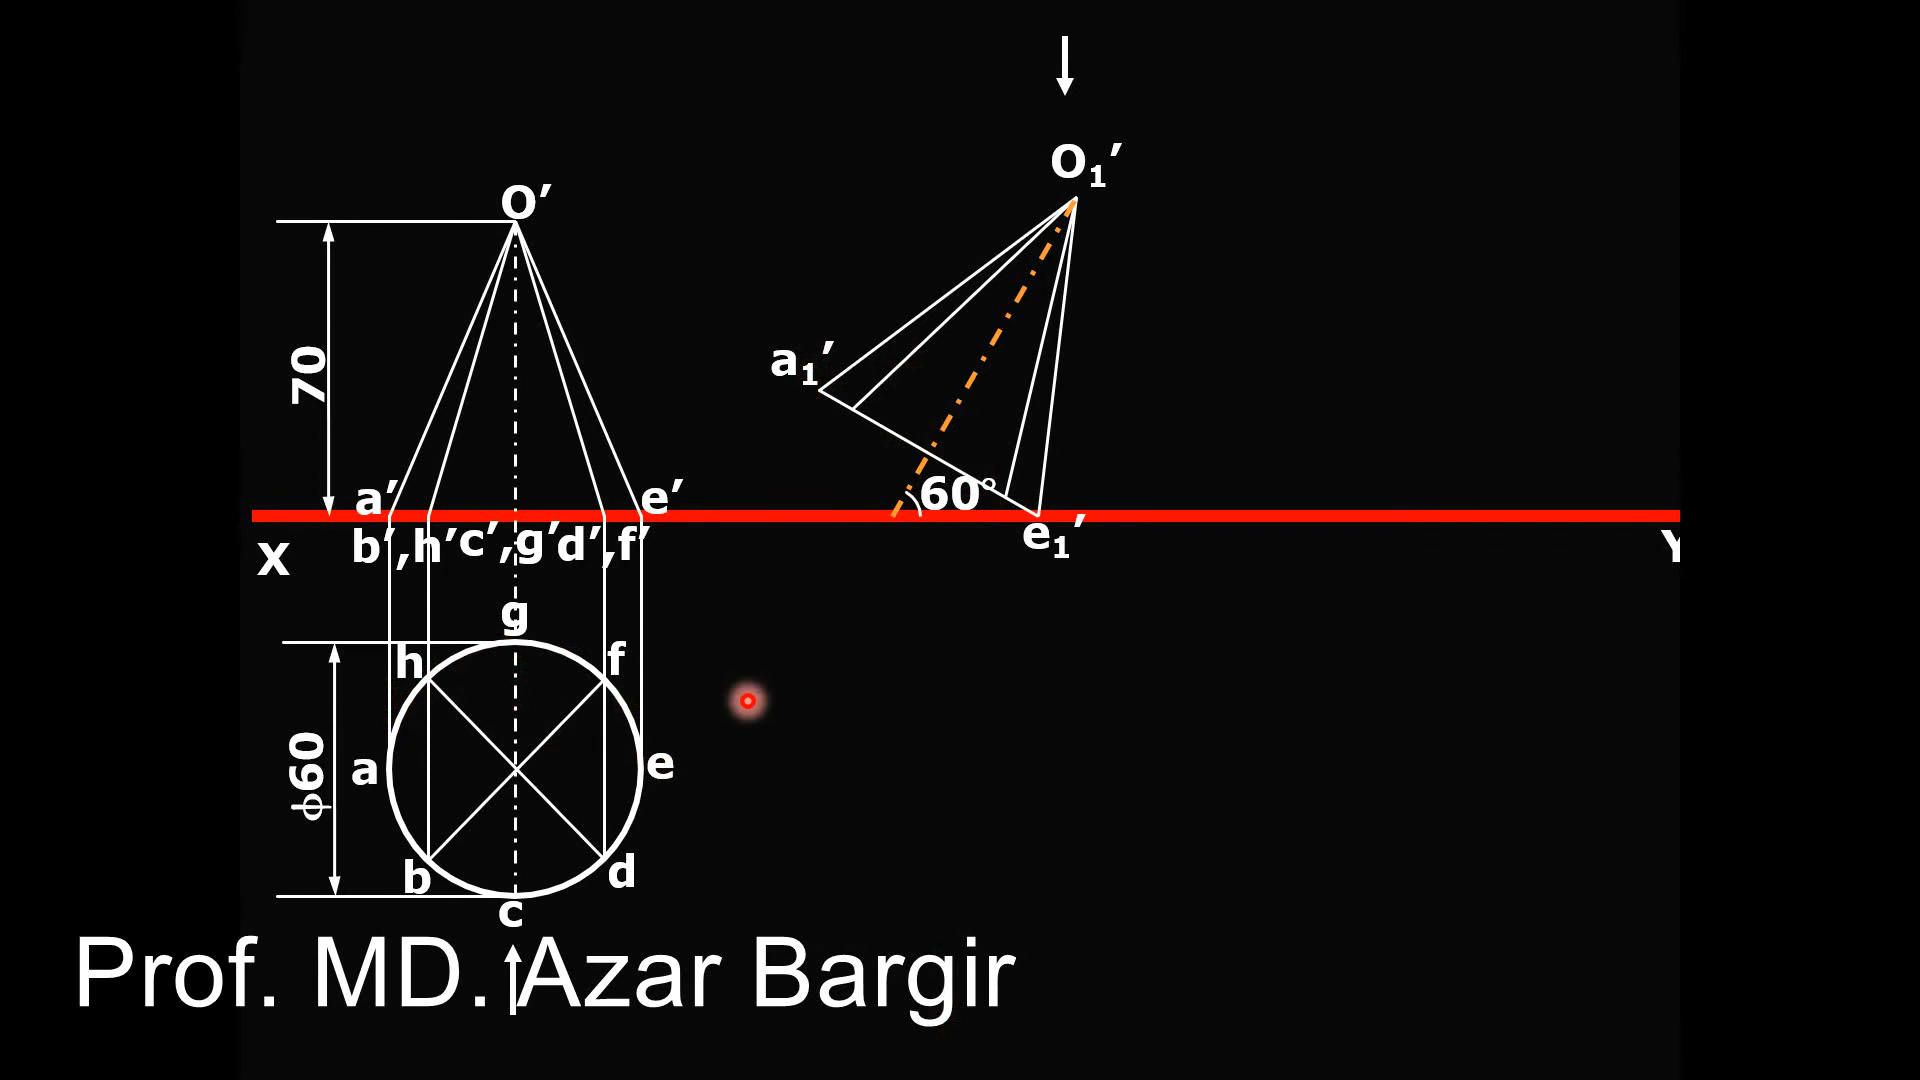 O₁′
O′
70
a₁′
a′ e′
60°
b′,h′ c′,g′ d′,f′ e₁′
X Y
g
h f
ϕ60
a e
b d
c
Prof. MD. Azar Bargir